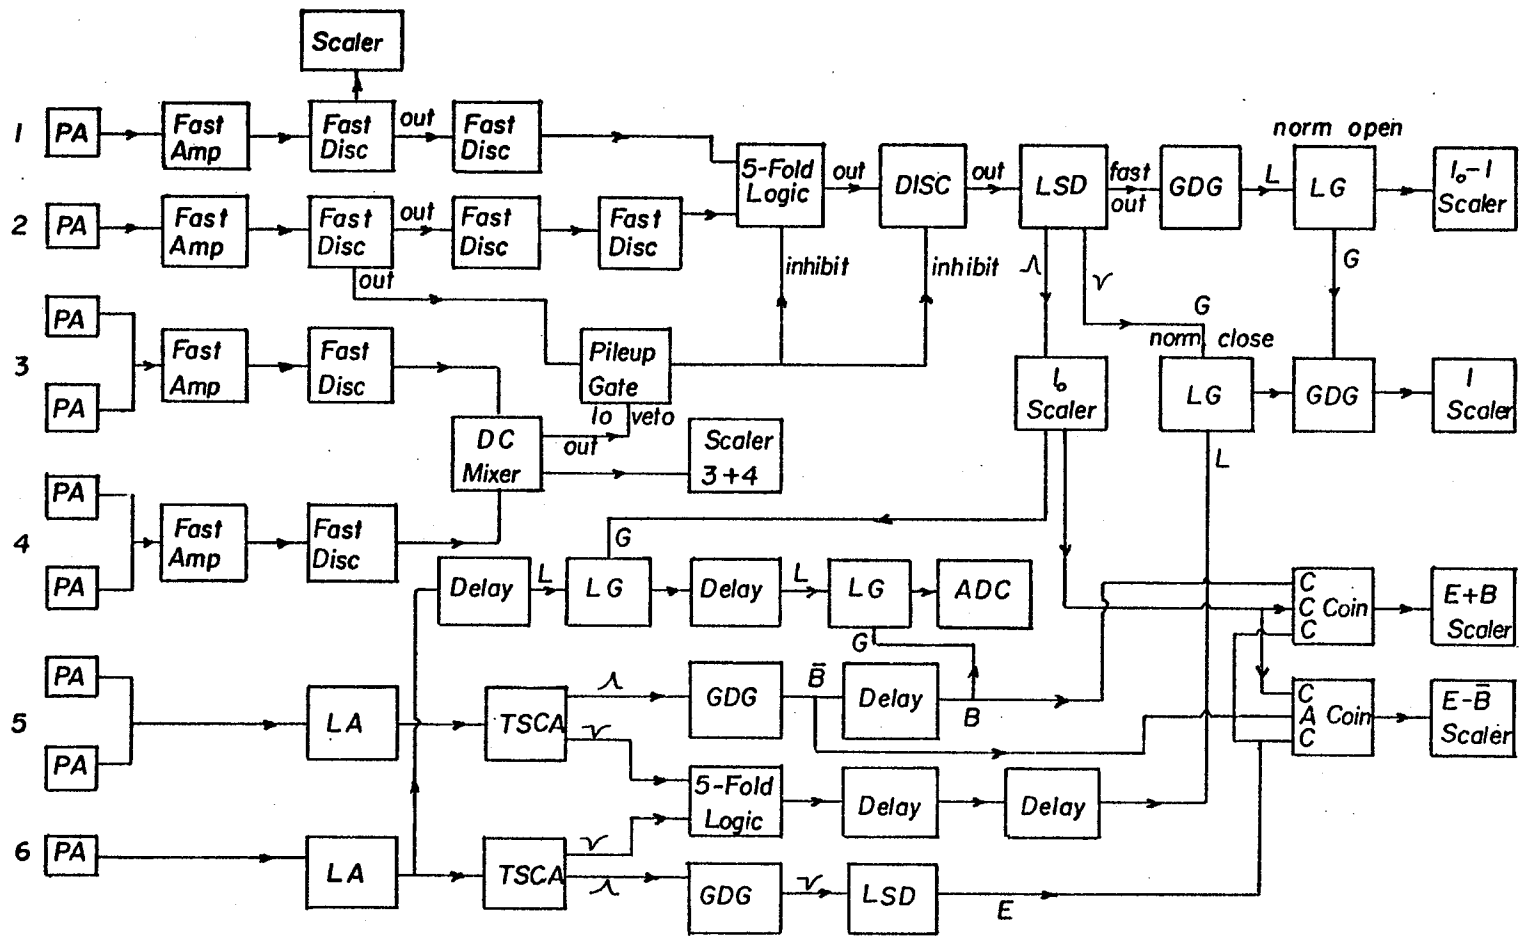 Scaler
norm open
1
PA
Fast
Amp
Fast
Disc
out
Fast
Disc
5-Fold
Logic
out
DISC
out
LSD
fast
out
GDG
L
LG
Io-I
Scaler
2
PA
Fast
Amp
Fast
Disc
out
Fast
Disc
Fast
Disc
out
inhibit
inhibit
G
3
PA
PA
Fast
Amp
Fast
Disc
Pileup
Gate
lo veto
Io
Scaler
G
norm close
LG
GDG
I
Scaler
DC
Mixer
out
Scaler
3+4
L
4
PA
PA
Fast
Amp
Fast
Disc
G
Delay
L
LG
Delay
L
LG
ADC
G
C
C
C
Coin
E+B
Scaler
5
PA
PA
LA
TSCA
GDG
B̄
Delay
B
C
A
C
Coin
E-B̄
Scaler
5-Fold
Logic
Delay
Delay
6
PA
LA
TSCA
GDG
LSD
E